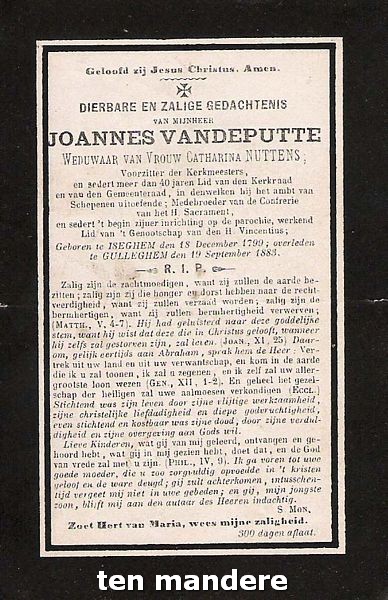 Geloofd zij Jesus Christus. Amen.
DIERBARE EN ZALIGE GEDACHTENIS
VAN MIJNHEER
JOANNES VANDEPUTTE
WEDUWAAR VAN VROUW CATHARINA NUTTENS;
Voorzitter der Kerkmeesters,
en sedert meer dan 40 jaren Lid van den Kerkraad
en van den Gemeenteraad, in denwelken hij het ambt van
Schepenen uitoefende; Medebroeder van de Confrerie
van het H. Sacrament,
en sedert 't begin zijner inrichting op de parochie, werkend
Lid van 't Genootschap van den H. Vincentius;
Geboren te ISEGHEM den 18 December 1799; overleden
te GULLEGHEM den 19 September 1883.
R. I. P.
Zalig zijn de zachtmoedigen, want zij zullen de aarde be-
zitten; zalig zijn die honger en dorst hebben naar de recht-
verdigheid, want zij zullen verzaad worden; zalig zijn de
bermhertigen, want zij zullen bermhertigheid verwerven
(MATTH., V, 4-7). Hij had geluisterd naar deze goddelijke
stem, want hij wist dat deze die in Christus gelooft, wanneer
hij zelfs zal gestorven zijn, zal leven. (JOAN., XI, 25) Daar-
om, gelijk eertijds aan Abraham, sprak hem de Heer: Vertrek-
uit uw land en uit uw verwantschap, en kom in de aarde
die ik u zal toonen, ik zal u zegenen, en ik zelf zal uw aller-
grootste loon wezen (GEN., XII, 1-2). En geheel het gezel-
schap der heiligen zal uwe aalmoesen verkondigen (ECCL.)
Stichtend was zijn leven door zijne iljerige werkzaamheid,
zijne christelijke liefdadigheid en diepe godvruchtigheid,
even stichtend en kostbaar was zijne dood, door zijne verdul-
digheid en zijne overgeving aan Gods wil.
Lieve Kinderen, wat gij van mij geleerd, ontvangen en ge-
hoord hebt, wat gij in mij gezien hebt, doet dat, en de God
van vrede zal met u zijn. (PHIL., IV, 9). Ik ga voren tot uwe
goede moeder, die u zoo zorgvuldig opvoedde in 't kristen
geloof en de ware deugd; gij zult achterkomen, intusschen-
tijd vergeet mij niet in uwe gebeden; en gij, mijne jongste
zoon, blijft mij aan den autaar des Heeren indachtig.
S. MON.
Zoet Hert van Maria, wees mijne zaligheid.
300 dagen aflaat.
ten mandere